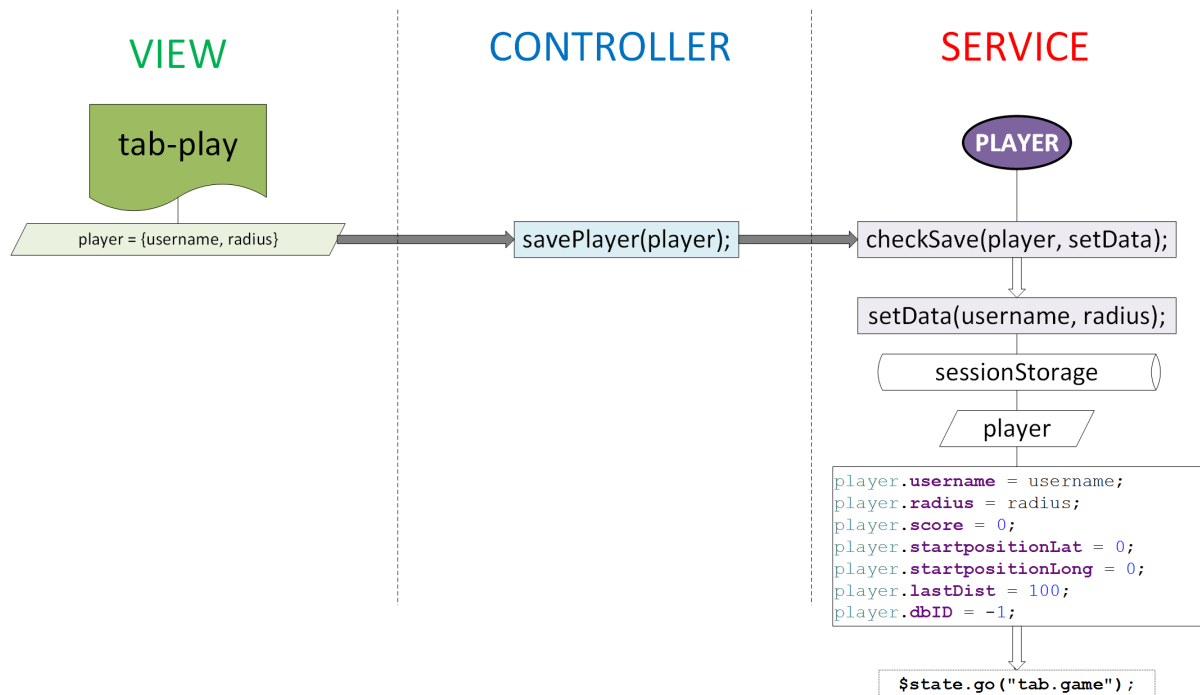 VIEW
CONTROLLER
SERVICE
tab-play
PLAYER
player = {username, radius}
savePlayer(player);
checkSave(player, setData);
setData(username, radius);
sessionStorage
player
player.username = username;
player.radius = radius;
player.score = 0;
player.startpositionLat = 0;
player.startpositionLong = 0;
player.lastDist = 100;
player.dbID = -1;
$state.go("tab.game");